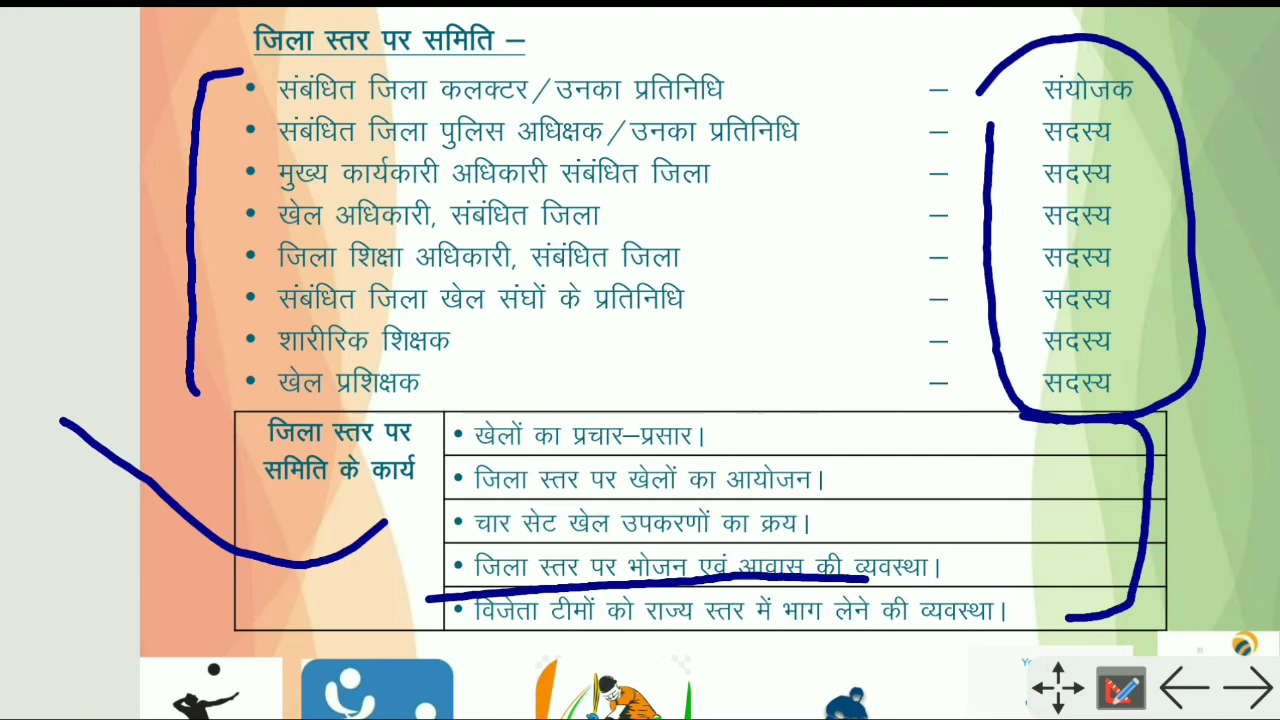 जिला स्तर पर समिति –
• संबंधित जिला कलक्टर/उनका प्रतिनिधि – संयोजक
• संबंधित जिला पुलिस अधिक्षक/उनका प्रतिनिधि – सदस्य
• मुख्य कार्यकारी अधिकारी संबंधित जिला – सदस्य
• खेल अधिकारी, संबंधित जिला – सदस्य
• जिला शिक्षा अधिकारी, संबंधित जिला – सदस्य
• संबंधित जिला खेल संघों के प्रतिनिधि – सदस्य
• शारीरिक शिक्षक – सदस्य
• खेल प्रशिक्षक – सदस्य
जिला स्तर पर
समिति के कार्य
• खेलों का प्रचार–प्रसार।
• जिला स्तर पर खेलों का आयोजन।
• चार सेट खेल उपकरणों का क्रय।
• जिला स्तर पर भोजन एवं आवास की व्यवस्था।
• विजेता टीमों को राज्य स्तर में भाग लेने की व्यवस्था।